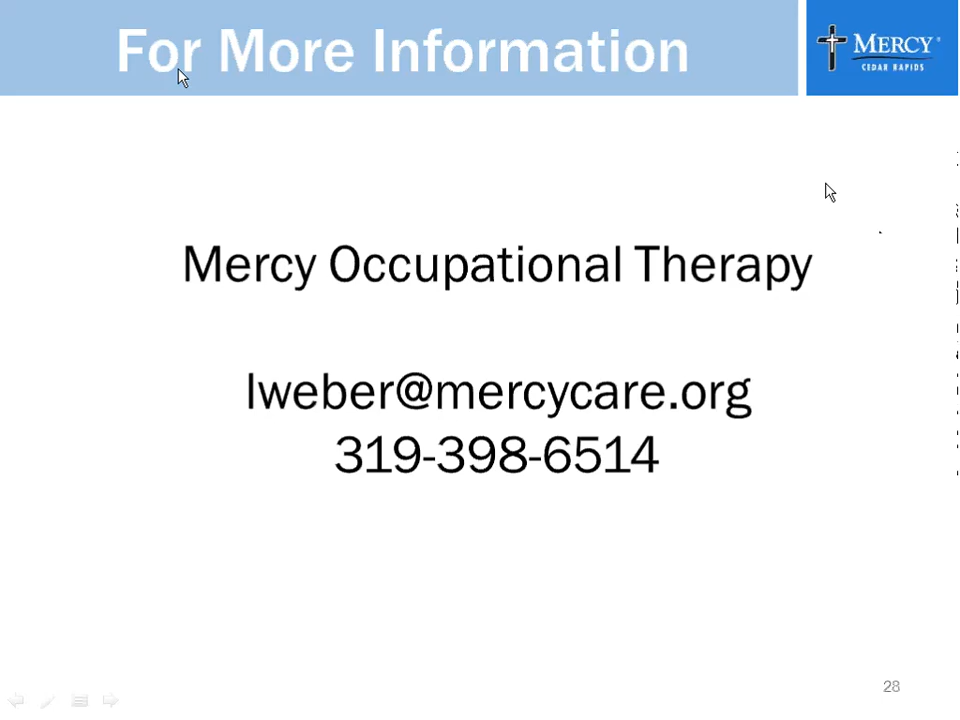 For More Information
MERCY®
CEDAR RAPIDS
Mercy Occupational Therapy
lweber@mercycare.org
319-398-6514
28